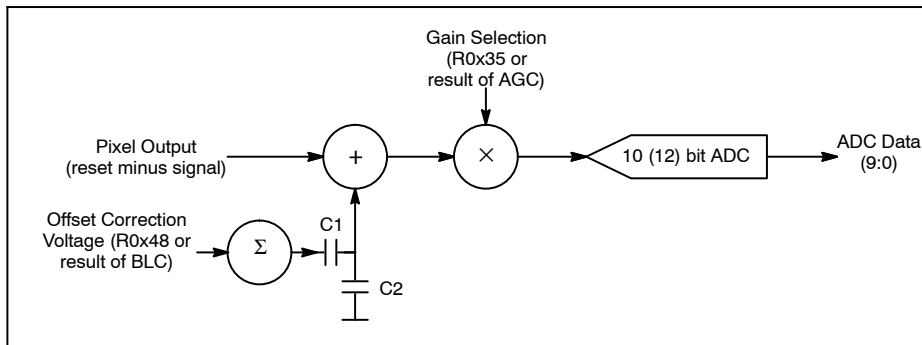 Gain Selection
(R0x35 or
result of AGC)
Pixel Output
(reset minus signal)
+
×
10 (12) bit ADC
ADC Data
(9:0)
Offset Correction
Voltage (R0x48 or
result of BLC)
Σ
C1
C2